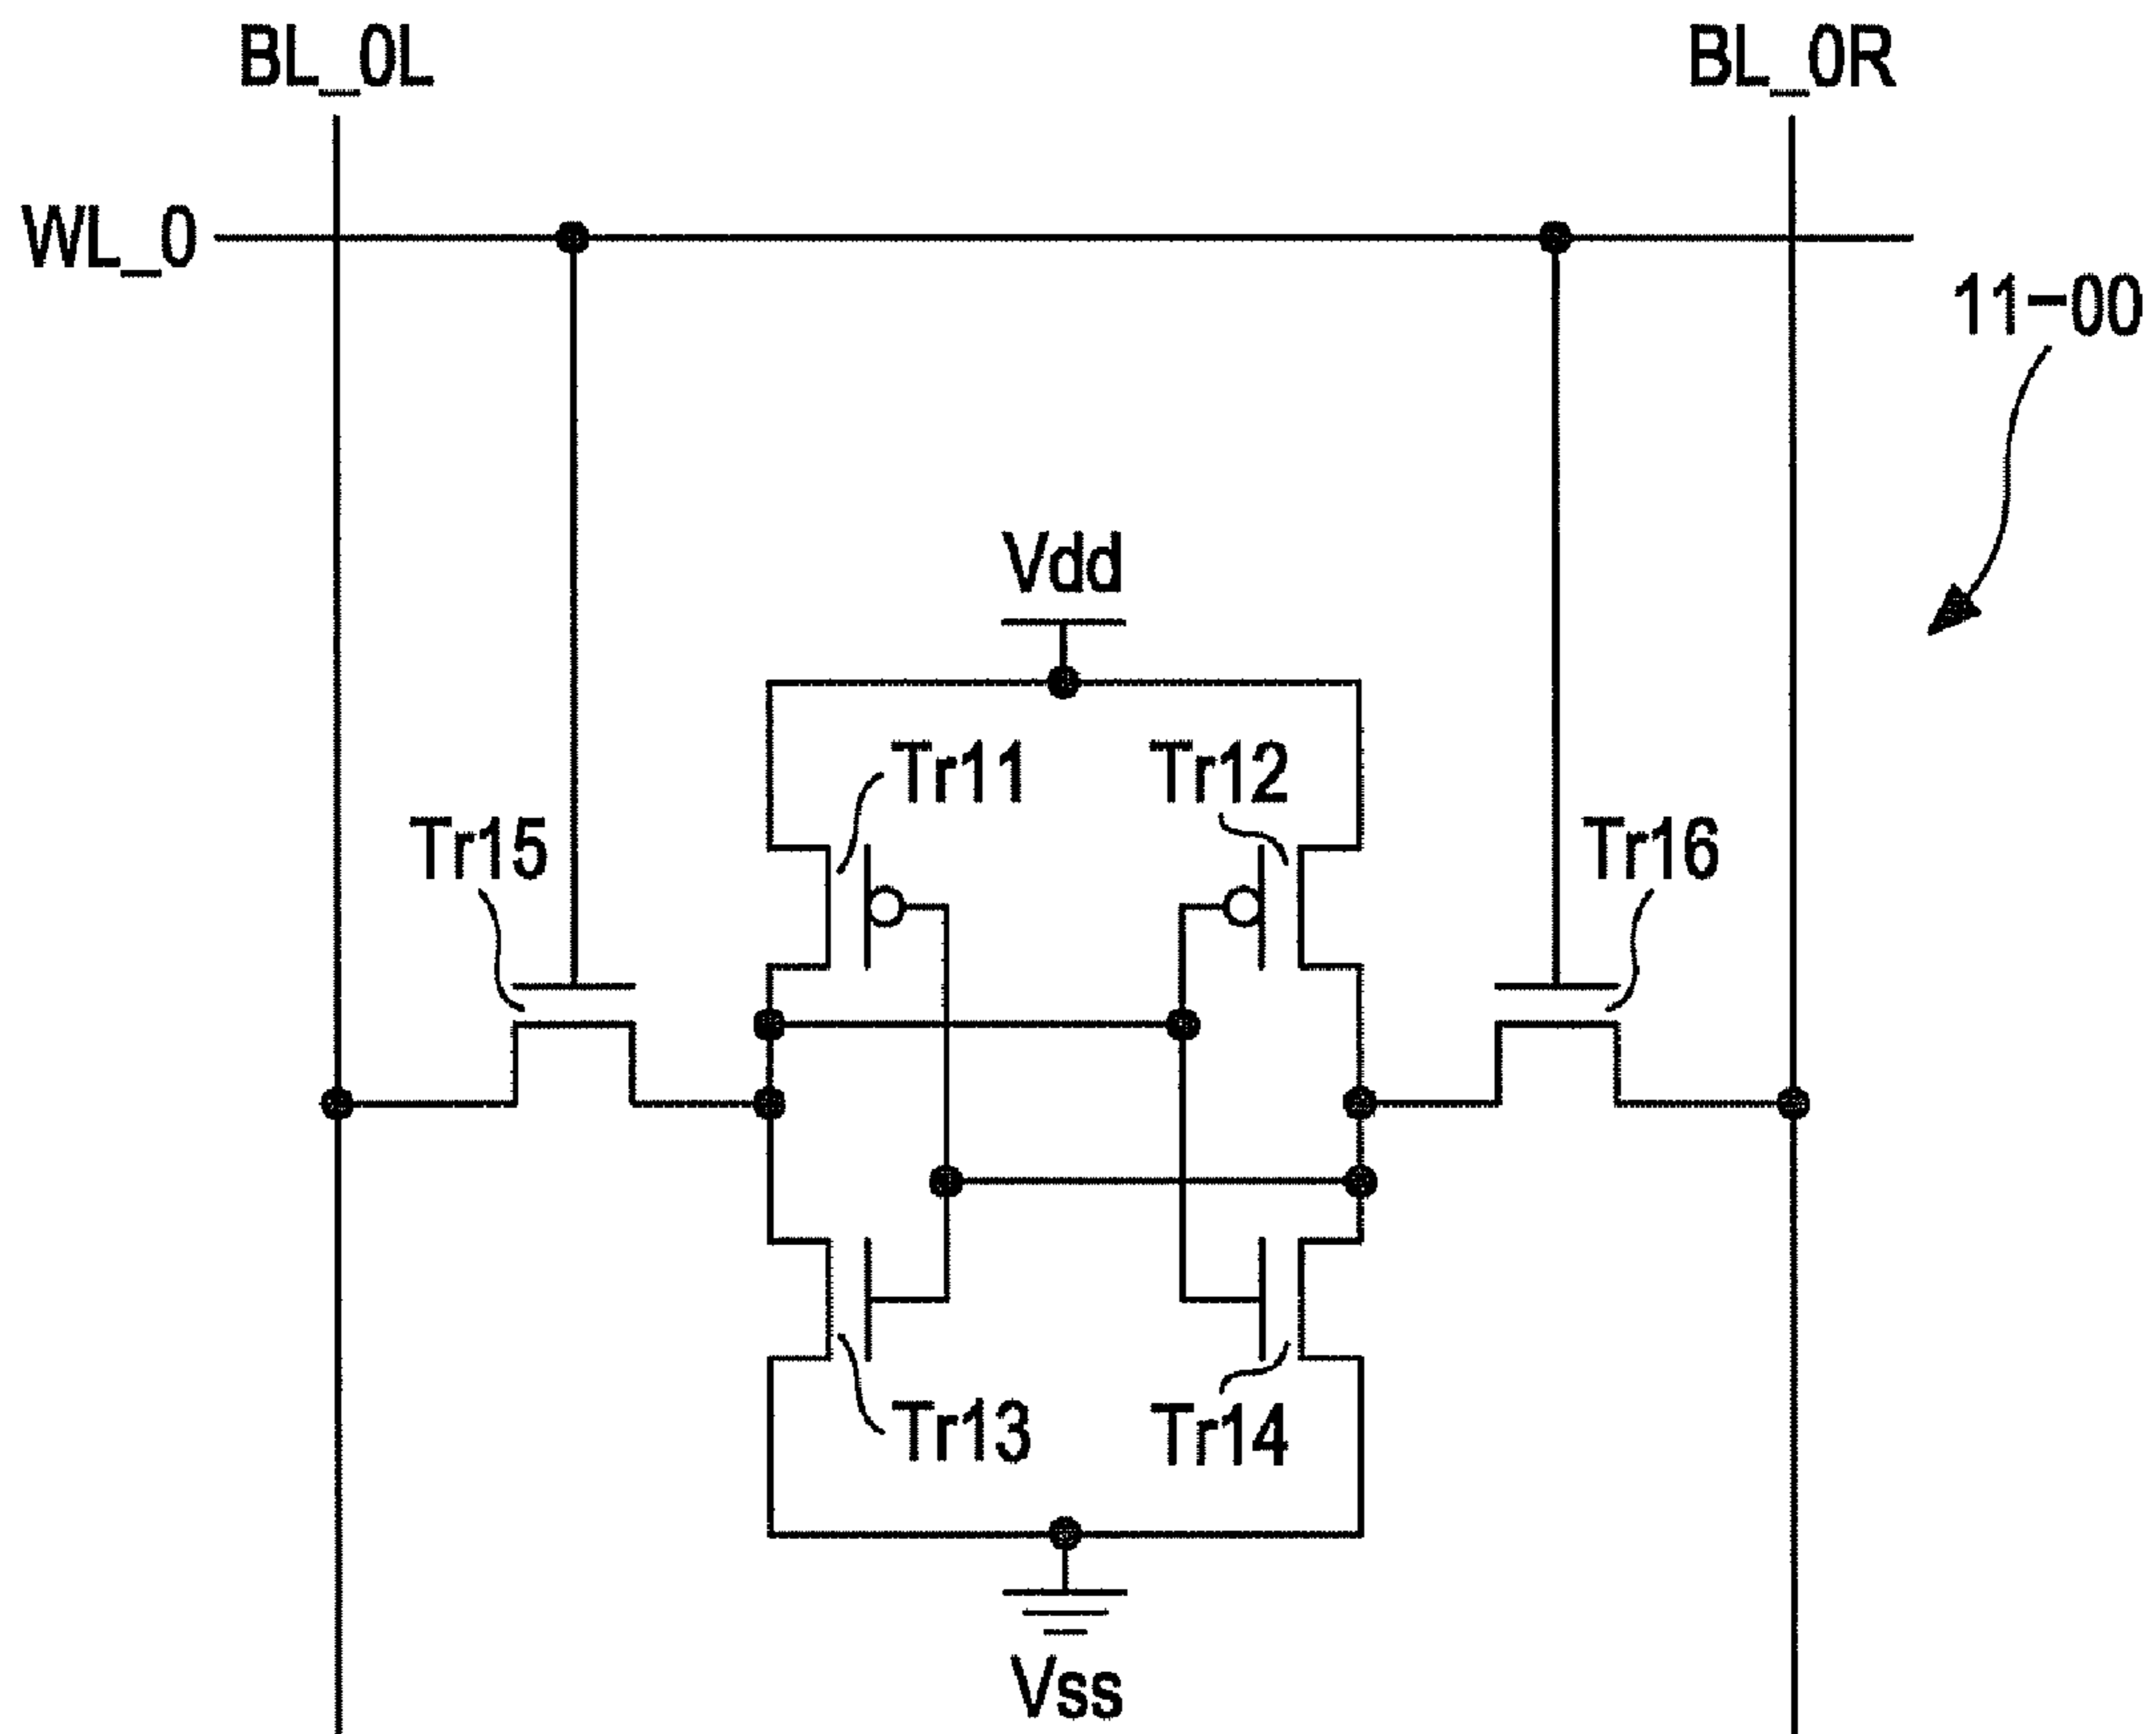 BL_0L
BL_0R
WL_0
11-00
Vdd
Tr11
Tr12
Tr15
Tr16
Tr13
Tr14
Vss